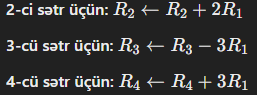 2-ci sətr üçün: R₂ ← R₂ + 2R₁
3-cü sətr üçün: R₃ ← R₃ − 3R₁
4-cü sətr üçün: R₄ ← R₄ + 3R₁